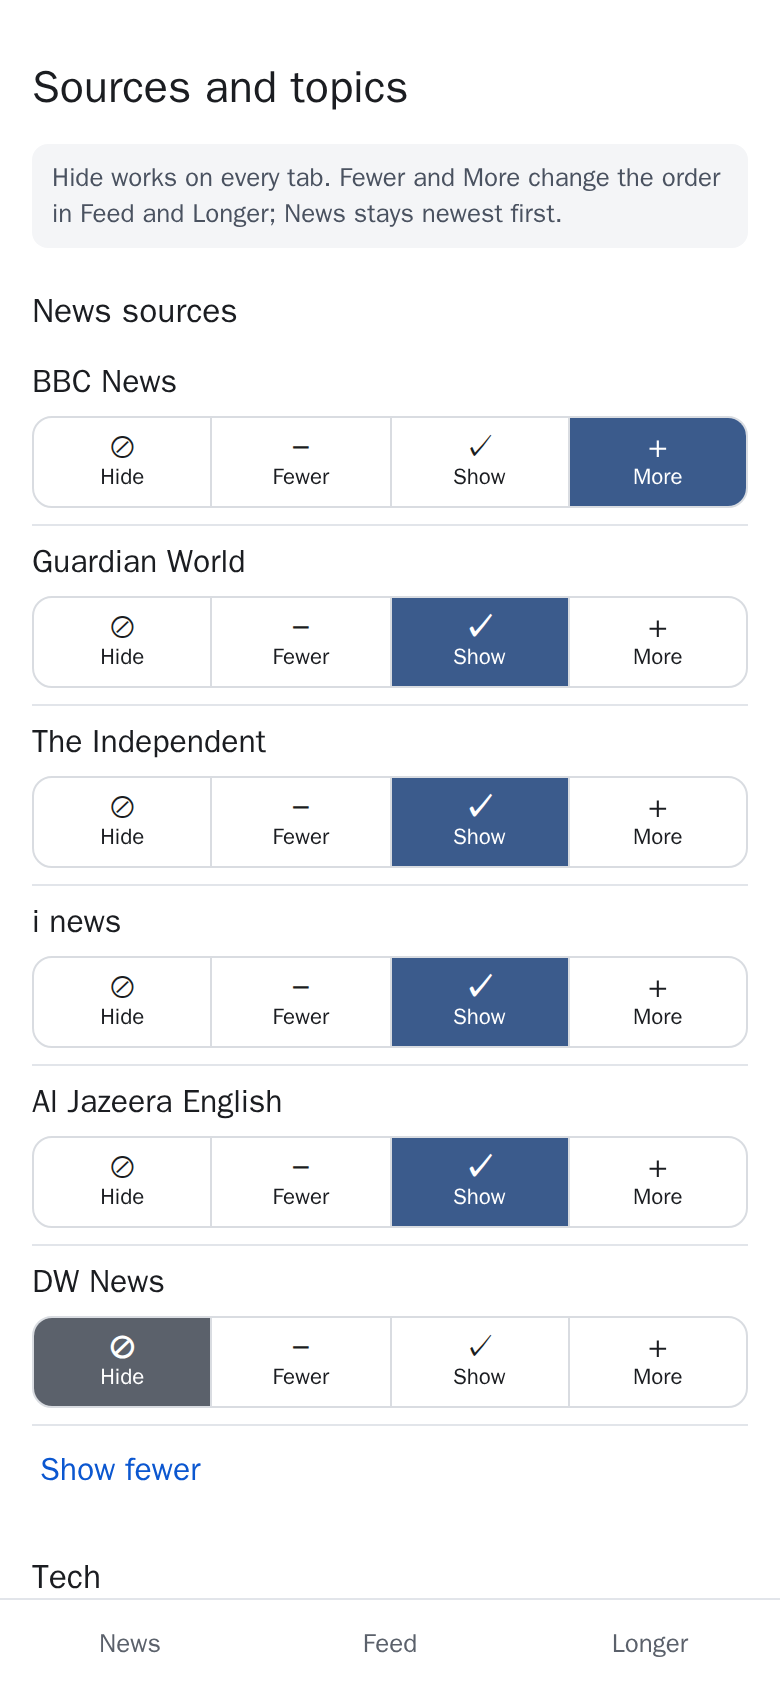 Sources and topics
Hide works on every tab. Fewer and More change the order
in Feed and Longer; News stays newest first.
News sources
BBC News
⊘ − ✓ +
Hide Fewer Show More
Guardian World
⊘ − ✓ +
Hide Fewer Show More
The Independent
⊘ − ✓ +
Hide Fewer Show More
i news
⊘ − ✓ +
Hide Fewer Show More
Al Jazeera English
⊘ − ✓ +
Hide Fewer Show More
DW News
⊘ − ✓ +
Hide Fewer Show More
Show fewer
Tech
News Feed Longer